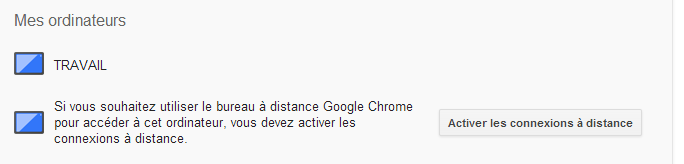 Mes ordinateurs
TRAVAIL
Si vous souhaitez utiliser le bureau à distance Google Chrome
pour accéder à cet ordinateur, vous devez activer les
connexions à distance.
Activer les connexions à distance